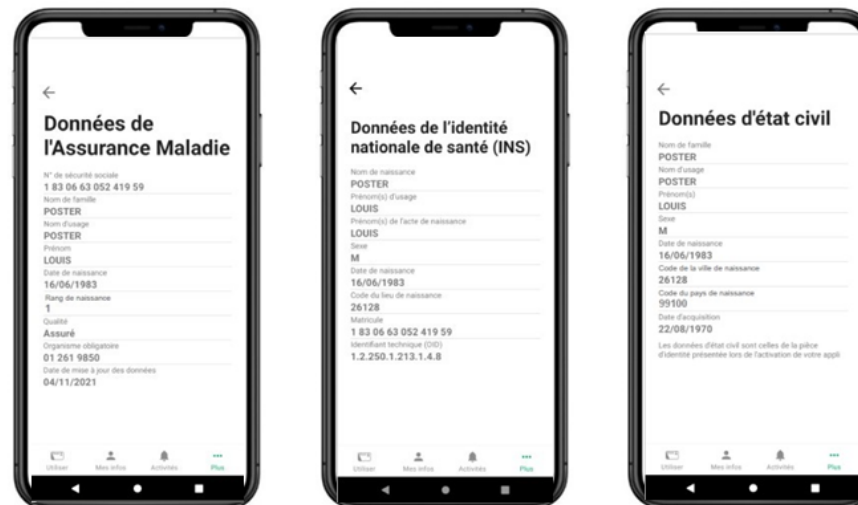 Données de
l'Assurance Maladie
N° de sécurité sociale
1 83 06 63 052 419 59
Nom de famille
POSTER
Nom d'usage
POSTER
Prénom
LOUIS
Date de naissance
16/06/1983
Rang de naissance
1
Qualité
Assuré
Organisme obligatoire
01 261 9850
Date de mise à jour des données
04/11/2021
Utiliser
Mes infos
Activités
Plus
Données de l'identité
nationale de santé (INS)
Nom de naissance
POSTER
Prénom(s) d'usage
LOUIS
Prénom(s) de l'acte de naissance
LOUIS
Sexe
M
Date de naissance
16/06/1983
Code du lieu de naissance
26128
Matricule
1 83 06 63 052 419 59
Identifiant technique (OID)
1.2.250.1.213.1.4.8
Utiliser
Mes infos
Activités
Plus
Données d'état civil
Nom de famille
POSTER
Nom d'usage
POSTER
Prénom(s)
LOUIS
Sexe
M
Date de naissance
16/06/1983
Code de la ville de naissance
26128
Code du pays de naissance
99100
Date d'acquisition
22/08/1970
Les données d'état civil sont celles de la pièce
d'identité présentée lors de l'activation de votre appli
Utiliser
Mes infos
Activités
Plus